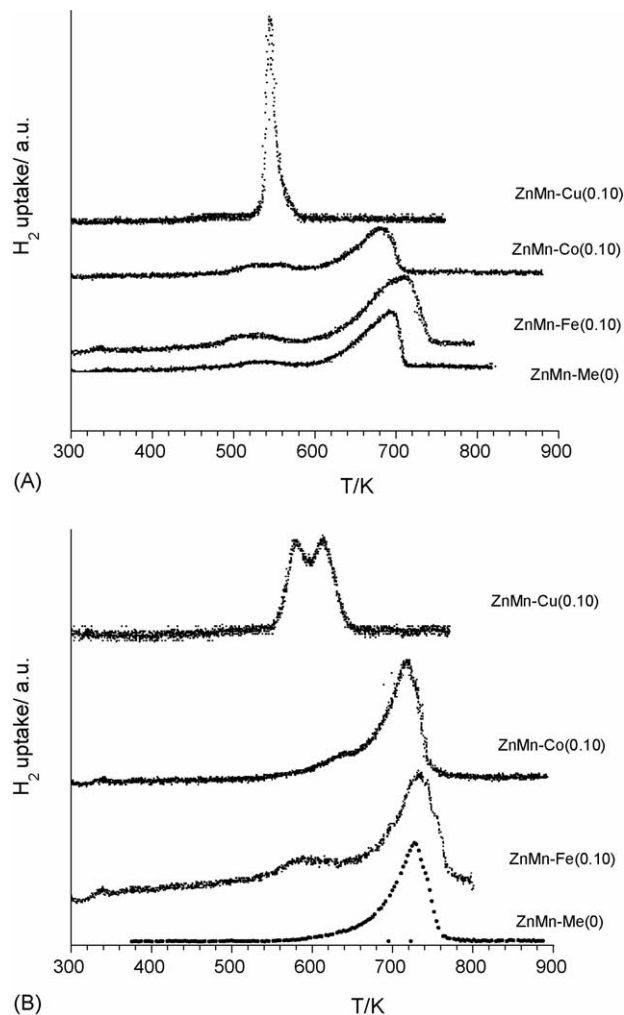 H₂ uptake/ a.u.
ZnMn-Cu(0.10)
ZnMn-Co(0.10)
ZnMn-Fe(0.10)
ZnMn-Me(0)
300 400 500 600 700 800 900
(A)
T/K
H₂ uptake/ a.u.
ZnMn-Cu(0.10)
ZnMn-Co(0.10)
ZnMn-Fe(0.10)
ZnMn-Me(0)
300 400 500 600 700 800 900
(B)
T/K